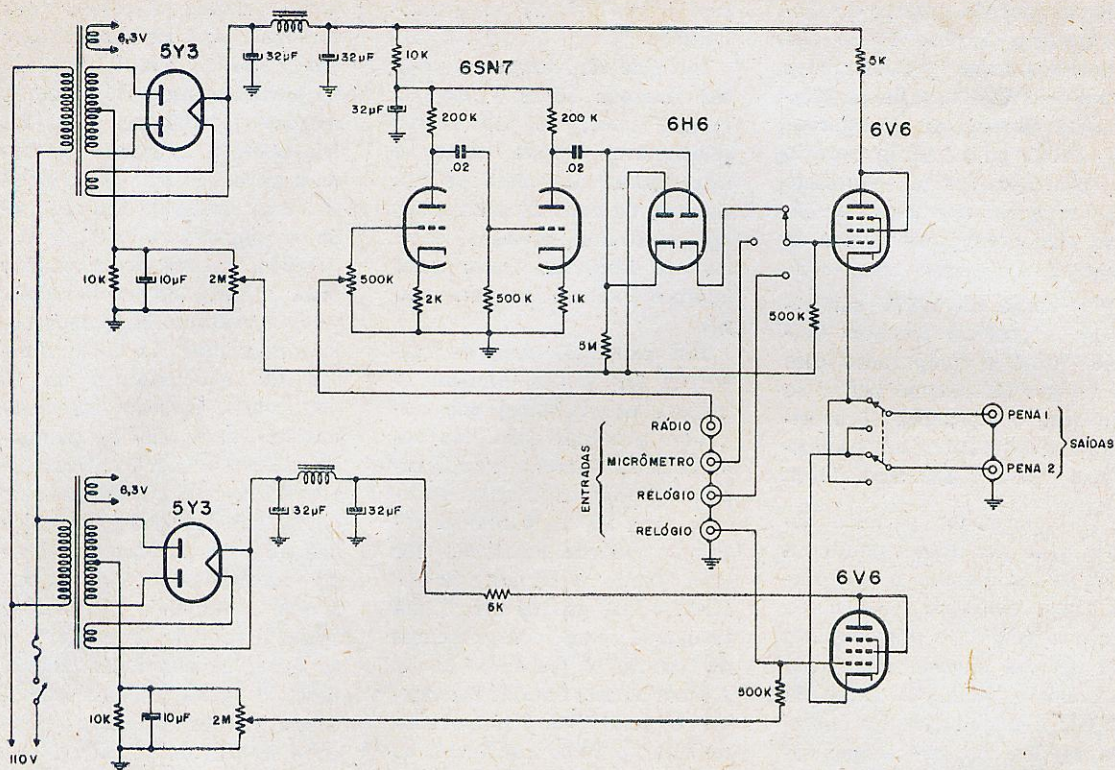 6,3V
5Y3
32µF
32µF
10K
32µF
6SN7
200K
200 K
.02
.02
6H6
5K
6V6
10K
10µF
2M
500K
2K
500 K
1K
5M
500K
ENTRADAS
RÁDIO
MICRÔMETRO
RELÓGIO
RELÓGIO
PENA 1
PENA 2
SAÍDAS
6,3V
5Y3
32µF
32µF
6V6
10K
10µF
2M
500K
110V